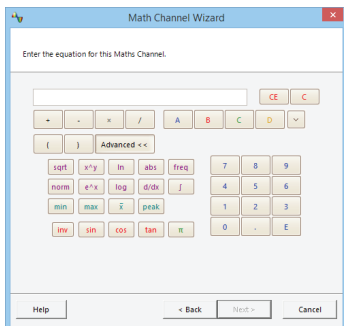 Math Channel Wizard
Enter the equation for this Maths Channel.
CE C
+ - × / A B C D
( ) Advanced <<
sqrt x^y ln abs freq 7 8 9
norm e^x log d/dx ∫ 4 5 6
min max x̄ peak 1 2 3
inv sin cos tan π 0 . E
Help < Back Next > Cancel